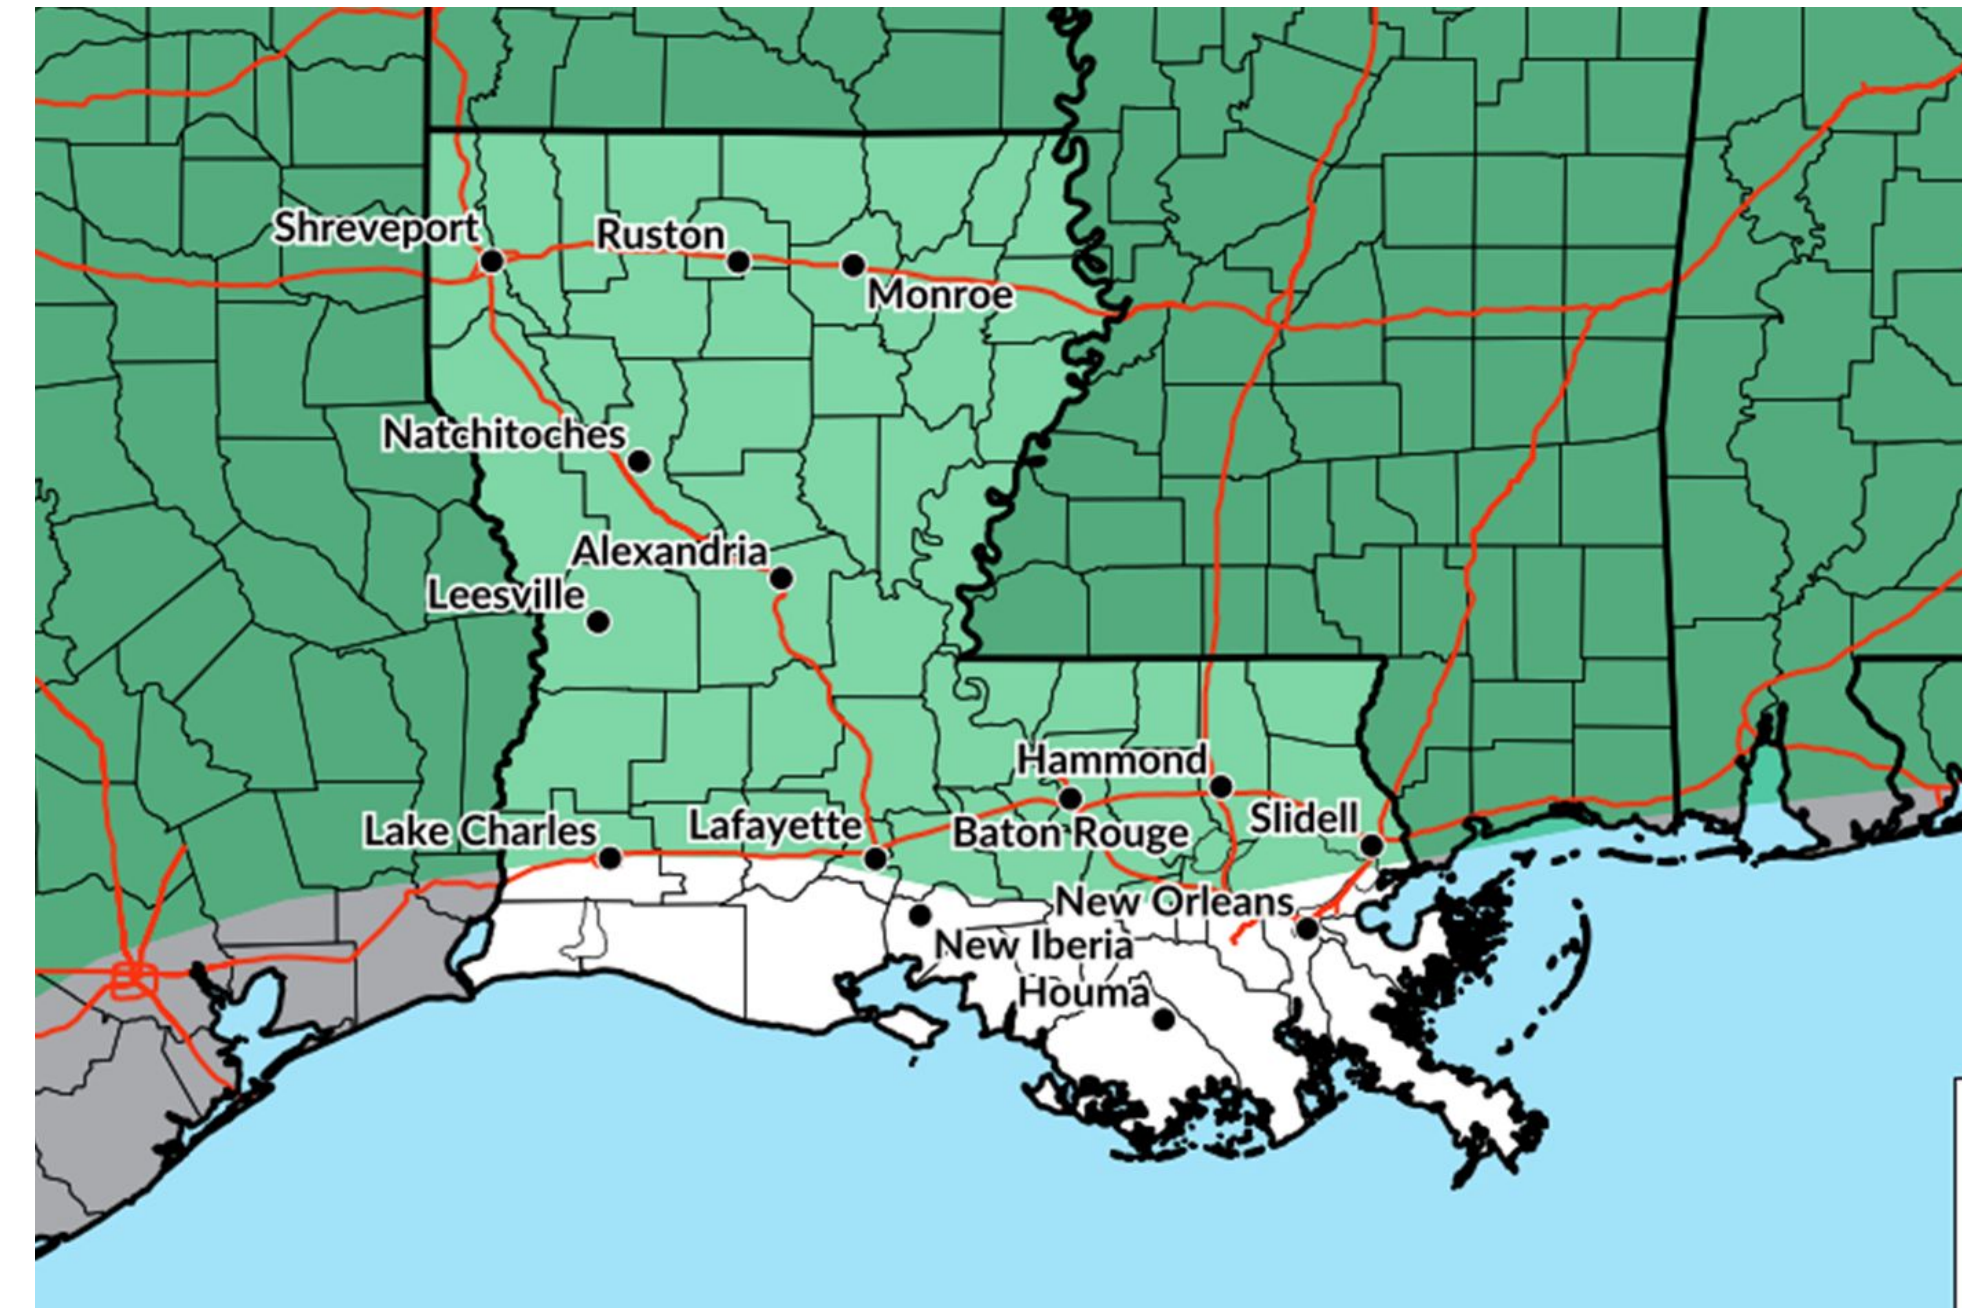 Shreveport
Ruston
Monroe
Natchitoches
Alexandria
Leesville
Hammond
Slidell
Lake Charles
Lafayette
Baton Rouge
New Orleans
New Iberia
Houma